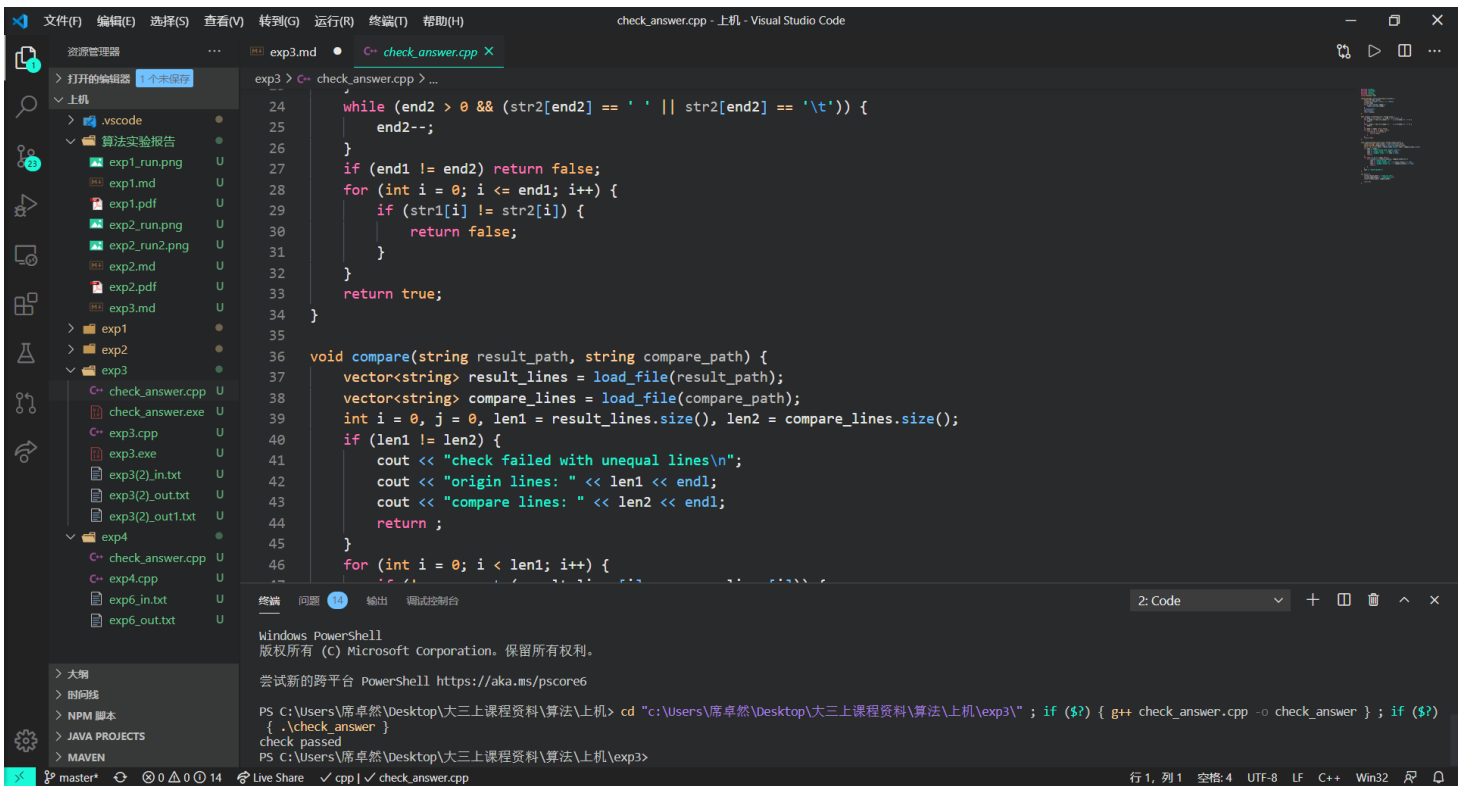 文件(F) 编辑(E) 选择(S) 查看(V) 转到(G) 运行(R) 终端(T) 帮助(H) check_answer.cpp - 上机 - Visual Studio Code
资源管理器 ···
exp3.md ● C++ check_answer.cpp ×
打开的编辑器 1 个未保存
exp3 > C++ check_answer.cpp > ...
上机
.vscode
算法实验报告
exp1_run.png U
exp1.md U
exp1.pdf U
exp2_run.png U
exp2_run2.png U
exp2.md U
exp2.pdf U
exp3.md U
exp1
exp2
exp3
C++ check_answer.cpp U
check_answer.exe U
C++ exp3.cpp U
exp3.exe U
exp3(2)_in.txt U
exp3(2)_out.txt U
exp3(2)_out1.txt U
exp4
C++ check_answer.cpp U
C++ exp4.cpp U
exp6_in.txt U
exp6_out.txt U
大纲
时间线
NPM 脚本
JAVA PROJECTS
MAVEN
1
23
24 while (end2 > 0 && (str2[end2] == ' ' || str2[end2] == '\t')) {
25 end2--;
26 }
27 if (end1 != end2) return false;
28 for (int i = 0; i <= end1; i++) {
29 if (str1[i] != str2[i]) {
30 return false;
31 }
32 }
33 return true;
34 }
35
36 void compare(string result_path, string compare_path) {
37 vector<string> result_lines = load_file(result_path);
38 vector<string> compare_lines = load_file(compare_path);
39 int i = 0, j = 0, len1 = result_lines.size(), len2 = compare_lines.size();
40 if (len1 != len2) {
41 cout << "check failed with unequal lines\n";
42 cout << "origin lines: " << len1 << endl;
43 cout << "compare lines: " << len2 << endl;
44 return ;
45 }
46 for (int i = 0; i < len1; i++) {
终端 问题 14 输出 调试控制台 2: Code
Windows PowerShell
版权所有 (C) Microsoft Corporation。保留所有权利。
尝试新的跨平台 PowerShell https://aka.ms/pscore6
PS C:\Users\席卓然\Desktop\大三上课程资料\算法\上机> cd "c:\Users\席卓然\Desktop\大三上课程资料\算法\上机\exp3\" ; if ($?) { g++ check_answer.cpp -o check_answer } ; if ($?)
{ .\check_answer }
check passed
PS C:\Users\席卓然\Desktop\大三上课程资料\算法\上机\exp3>
master* 0 0 14 Live Share cpp | check_answer.cpp 行 1，列 1 空格: 4 UTF-8 LF C++ Win32